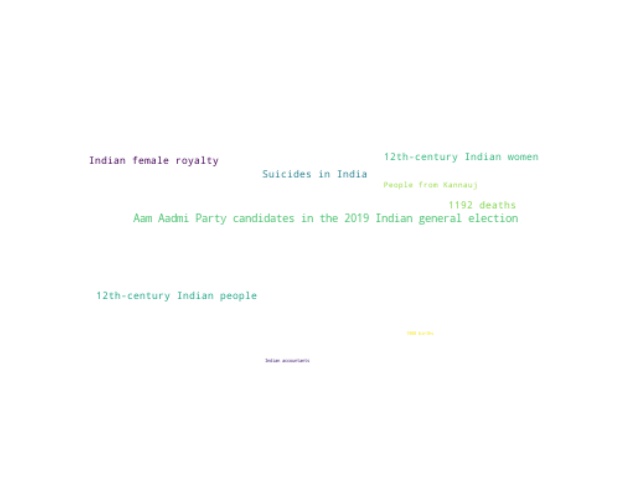 12th-century Indian women
Indian female royalty
Suicides in India
People from Kannauj
1192 deaths
Aam Aadmi Party candidates in the 2019 Indian general election
12th-century Indian people
Indian accountants